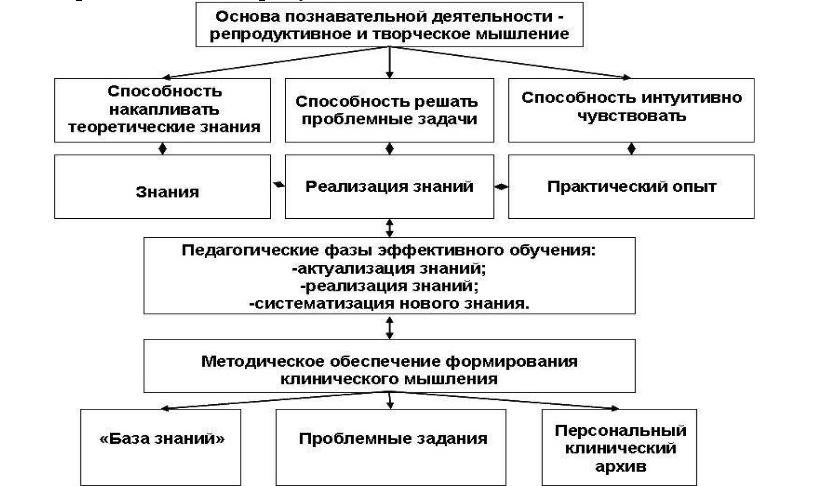 Основа познавательной деятельности -
репродуктивное и творческое мышление
Способность
накапливать
теоретические знания
Способность решать
проблемные задачи
Способность интуитивно
чувствовать
Знания
Реализация знаний
Практический опыт
Педагогические фазы эффективного обучения:
-актуализация знаний;
-реализация знаний;
-систематизация нового знания.
Методическое обеспечение формирования
клинического мышления
«База знаний»
Проблемные задания
Персональный
клинический
архив